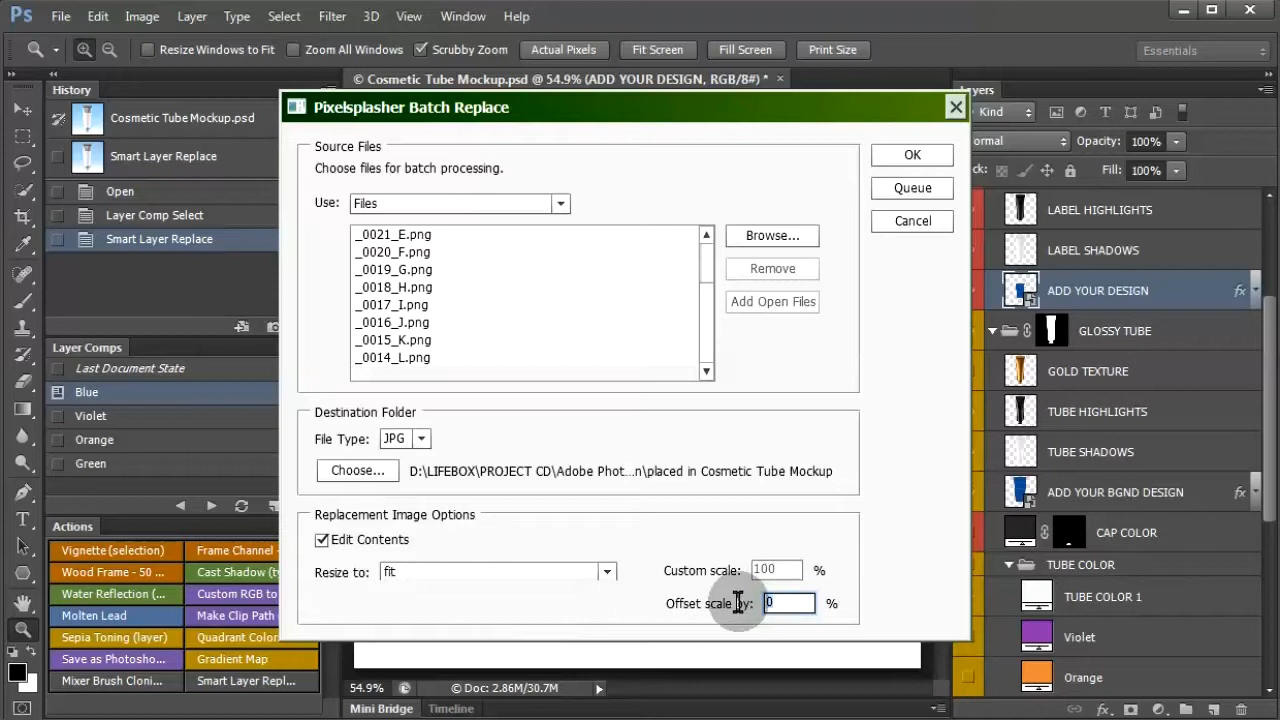 Ps File Edit Image Layer Type Select Filter 3D View Window Help
Resize Windows to Fit Zoom All Windows Scrubby Zoom Actual Pixels Fit Screen Fill Screen Print Size Essentials
History
Cosmetic Tube Mockup.psd
Smart Layer Replace
Open
Layer Comp Select
Smart Layer Replace
Layer Comps
Last Document State
Blue
Violet
Orange
Green
Actions
Vignette (selection) Frame Channel -
Wood Frame - 50 ... Cast Shadow (ty
Water Reflection (... Custom RGB to
Molten Lead Make Clip Path (
Sepia Toning (layer) Quadrant Color
Save as Photosho... Gradient Map
Mixer Brush Cloni... Smart Layer Repl...
© Cosmetic Tube Mockup.psd @ 54.9% (ADD YOUR DESIGN, RGB/8#) *
Pixelsplasher Batch Replace
Source Files
Choose files for batch processing.
Use: Files
_0021_E.png
_0020_F.png
_0019_G.png
_0018_H.png
_0017_I.png
_0016_J.png
_0015_K.png
_0014_L.png
Browse...
Remove
Add Open Files
OK
Queue
Cancel
Destination Folder
File Type: JPG
Choose... D:\LIFEBOX\PROJECT CD\Adobe Phot...n\placed in Cosmetic Tube Mockup
Replacement Image Options
Edit Contents
Resize to: fit
Custom scale: 100 %
Offset scale by: 0 %
54.9% © Doc: 2.86M/30.7M
Mini Bridge Timeline
Layers
Kind
ormal Opacity: 100%
k: Fill: 100%
LABEL HIGHLIGHTS
LABEL SHADOWS
ADD YOUR DESIGN fx
GLOSSY TUBE
GOLD TEXTURE
TUBE HIGHLIGHTS
TUBE SHADOWS
ADD YOUR BGND DESIGN fx
CAP COLOR
TUBE COLOR
TUBE COLOR 1
Violet
Orange
fx